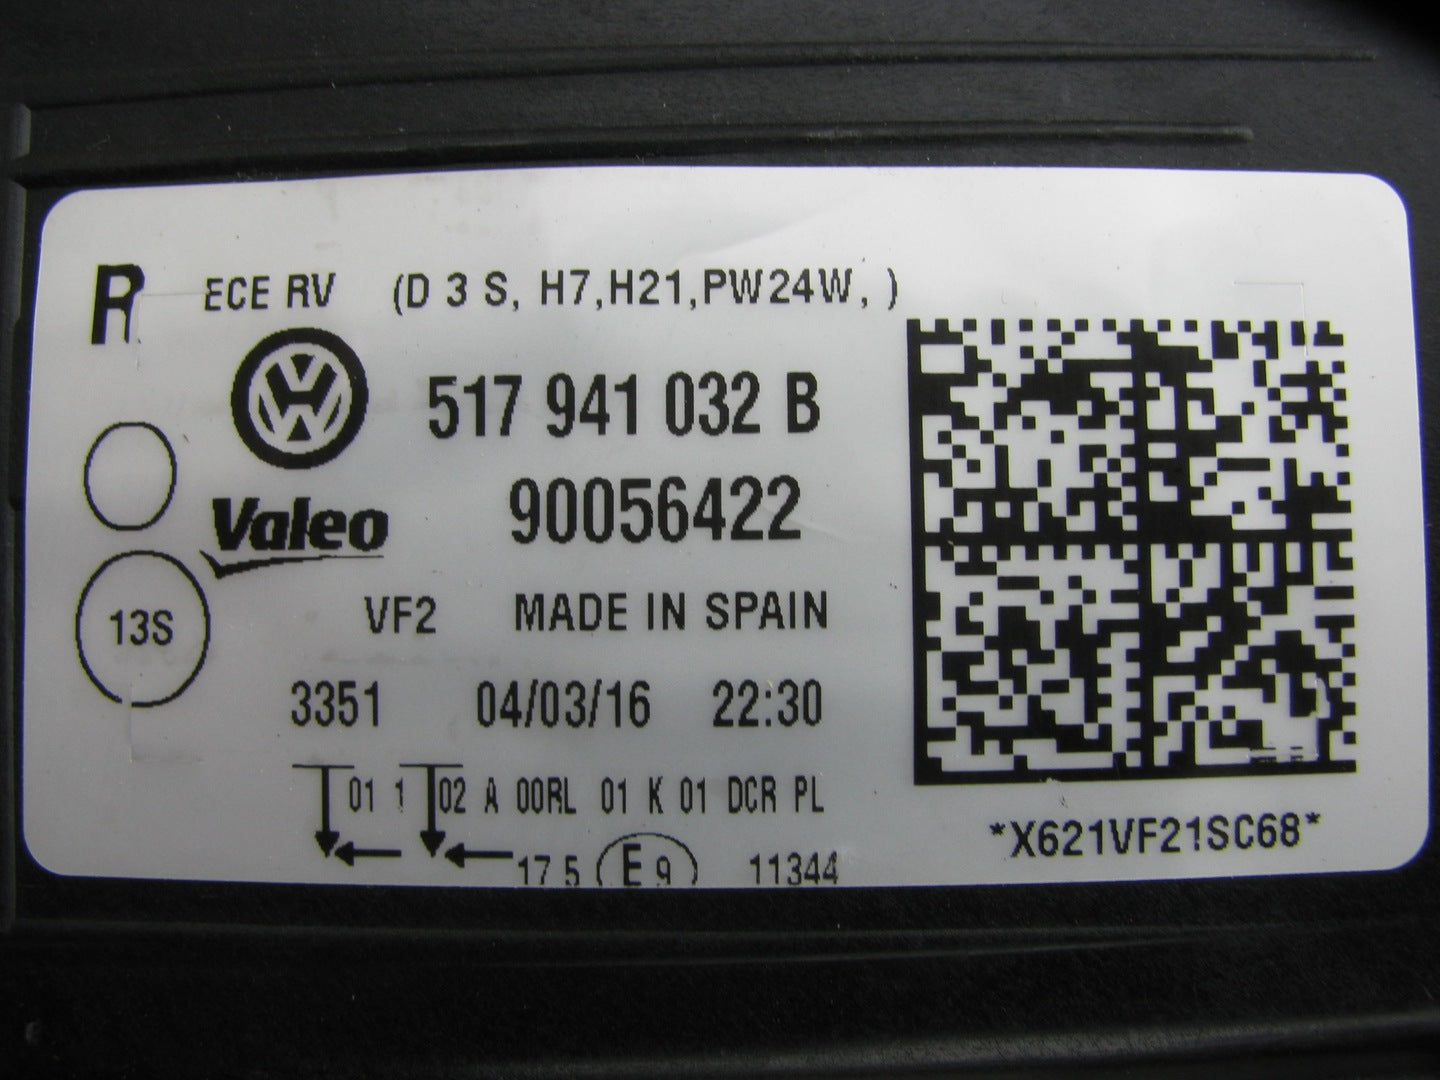 R ECE RV (D 3 S, H7,H21,PW24W, )
517 941 032 B
Valeo 90056422
VF2 MADE IN SPAIN
13S
3351 04/03/16 22:30
01 1 02 A 00RL 01 K 01 DCR PL
17 5 E 9 11344
*X621VF21SC68*